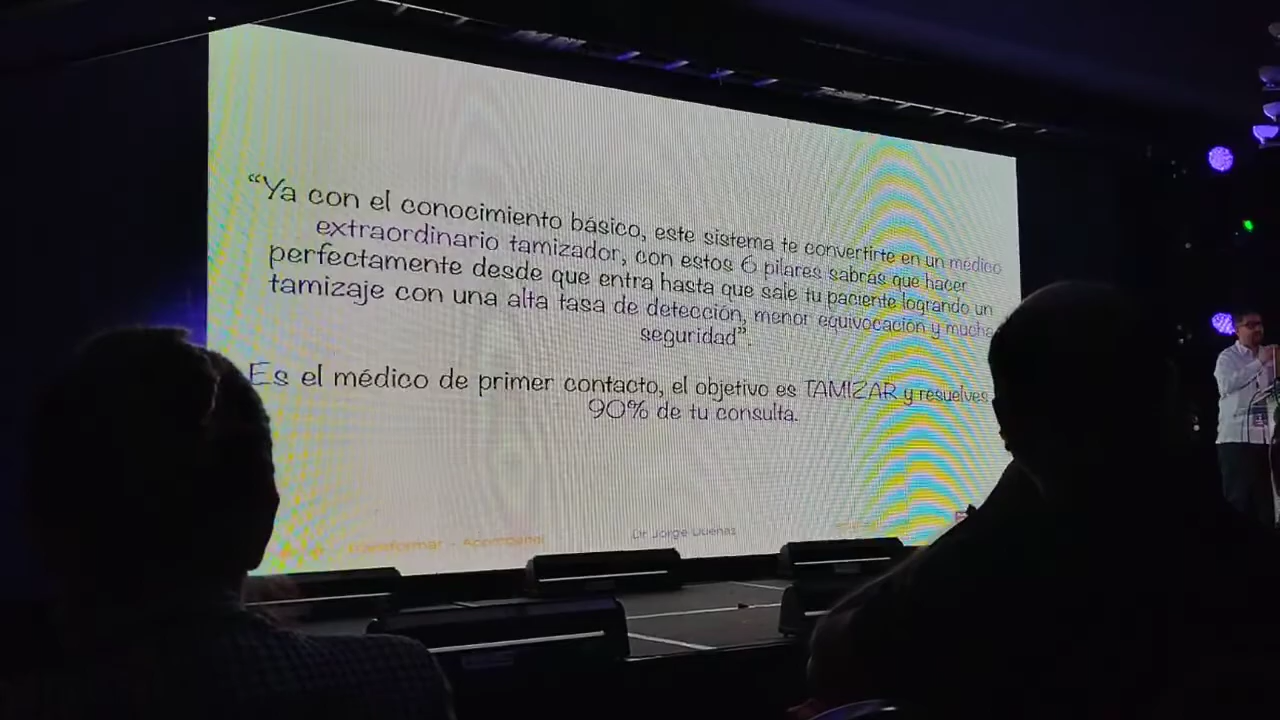 “Ya con el conocimiento básico, este sistema te convertirte en un médico
extraordinario tamizador, con estos 6 pilares sabrás que hacer
perfectamente desde que entra hasta que sale tu paciente logrando un
tamizaje con una alta tasa de detección, menor equivocación y mucha
seguridad”.
Es el médico de primer contacto, el objetivo es TAMIZAR y resuelves
90% de tu consulta.
Transformar - Acompañar
Dr Jorge Dueñas